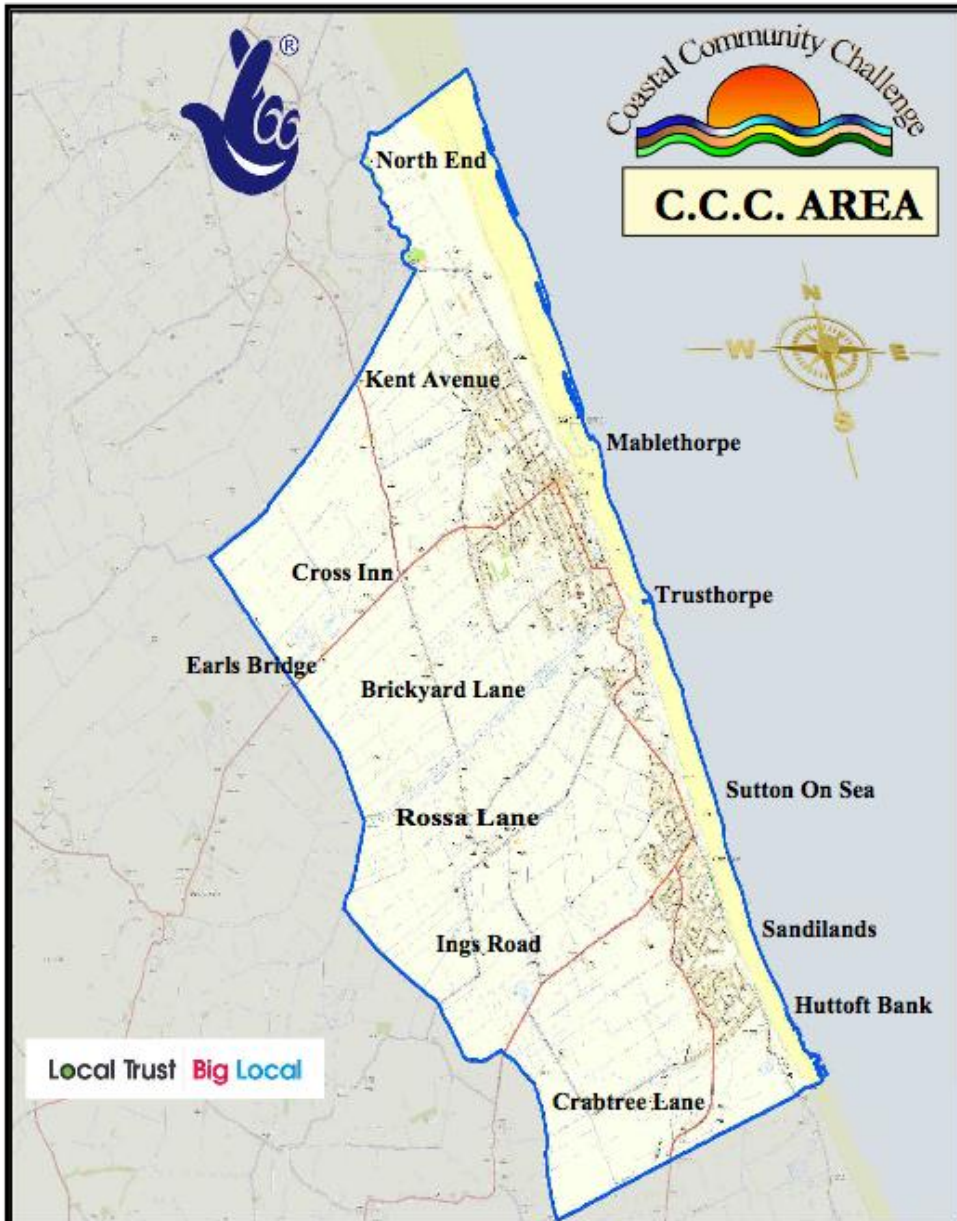 ®
Coastal Community Challenge
C.C.C. AREA
North End
N
W
E
S
Kent Avenue
Mablethorpe
Cross Inn
Trusthorpe
Earls Bridge
Brickyard Lane
Sutton On Sea
Rossa Lane
Sandilands
Ings Road
Huttoft Bank
Local Trust Big Local
Crabtree Lane